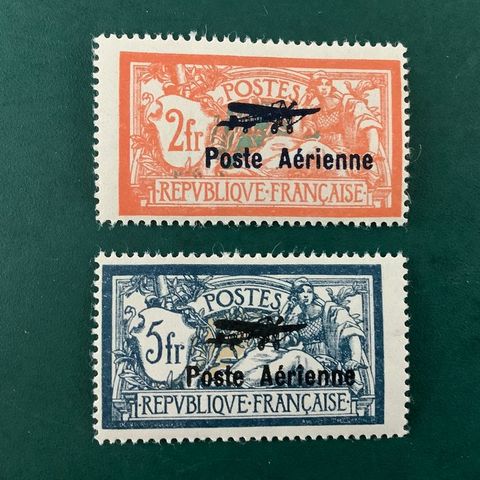 POSTES
2fr
Poste Aérienne
REPVBLIQVE·FRANÇAISE
POSTES
5fr
Poste Aérienne
REPVBLIQVE·FRANÇAISE